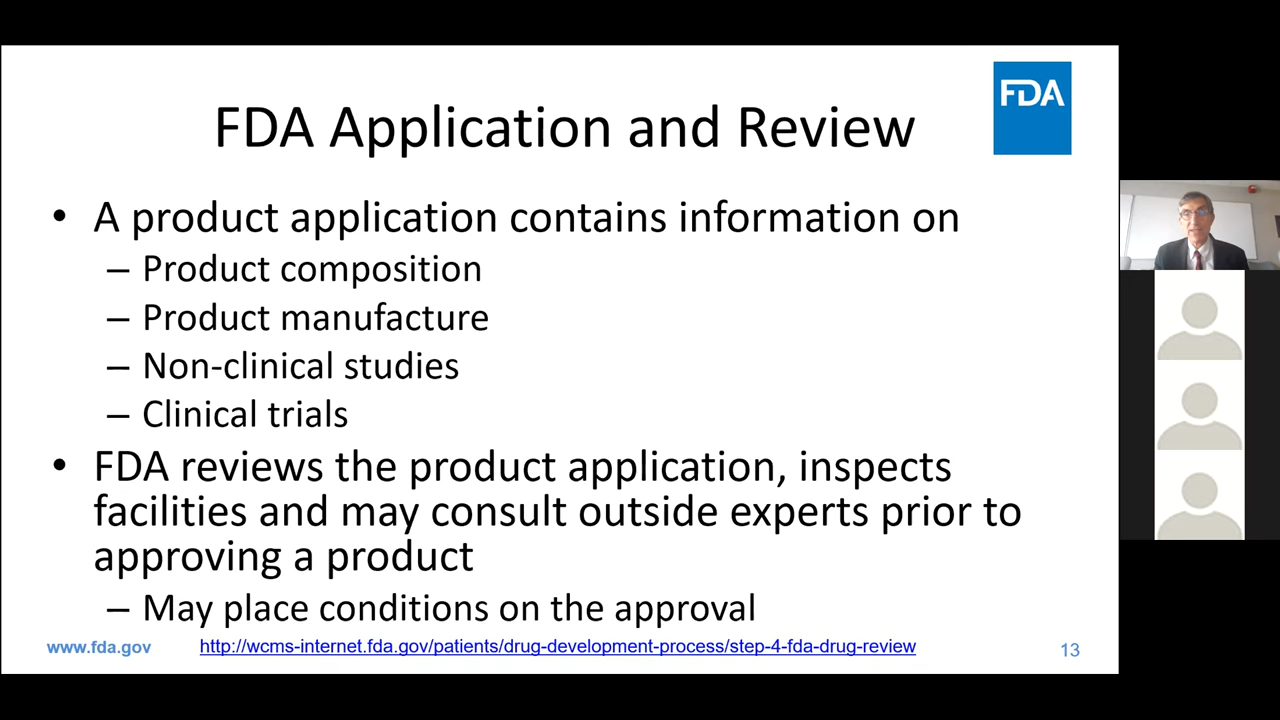 FDA Application and Review
FDA
• A product application contains information on
– Product composition
– Product manufacture
– Non-clinical studies
– Clinical trials
• FDA reviews the product application, inspects
facilities and may consult outside experts prior to
approving a product
– May place conditions on the approval
www.fda.gov
http://wcms-internet.fda.gov/patients/drug-development-process/step-4-fda-drug-review
13